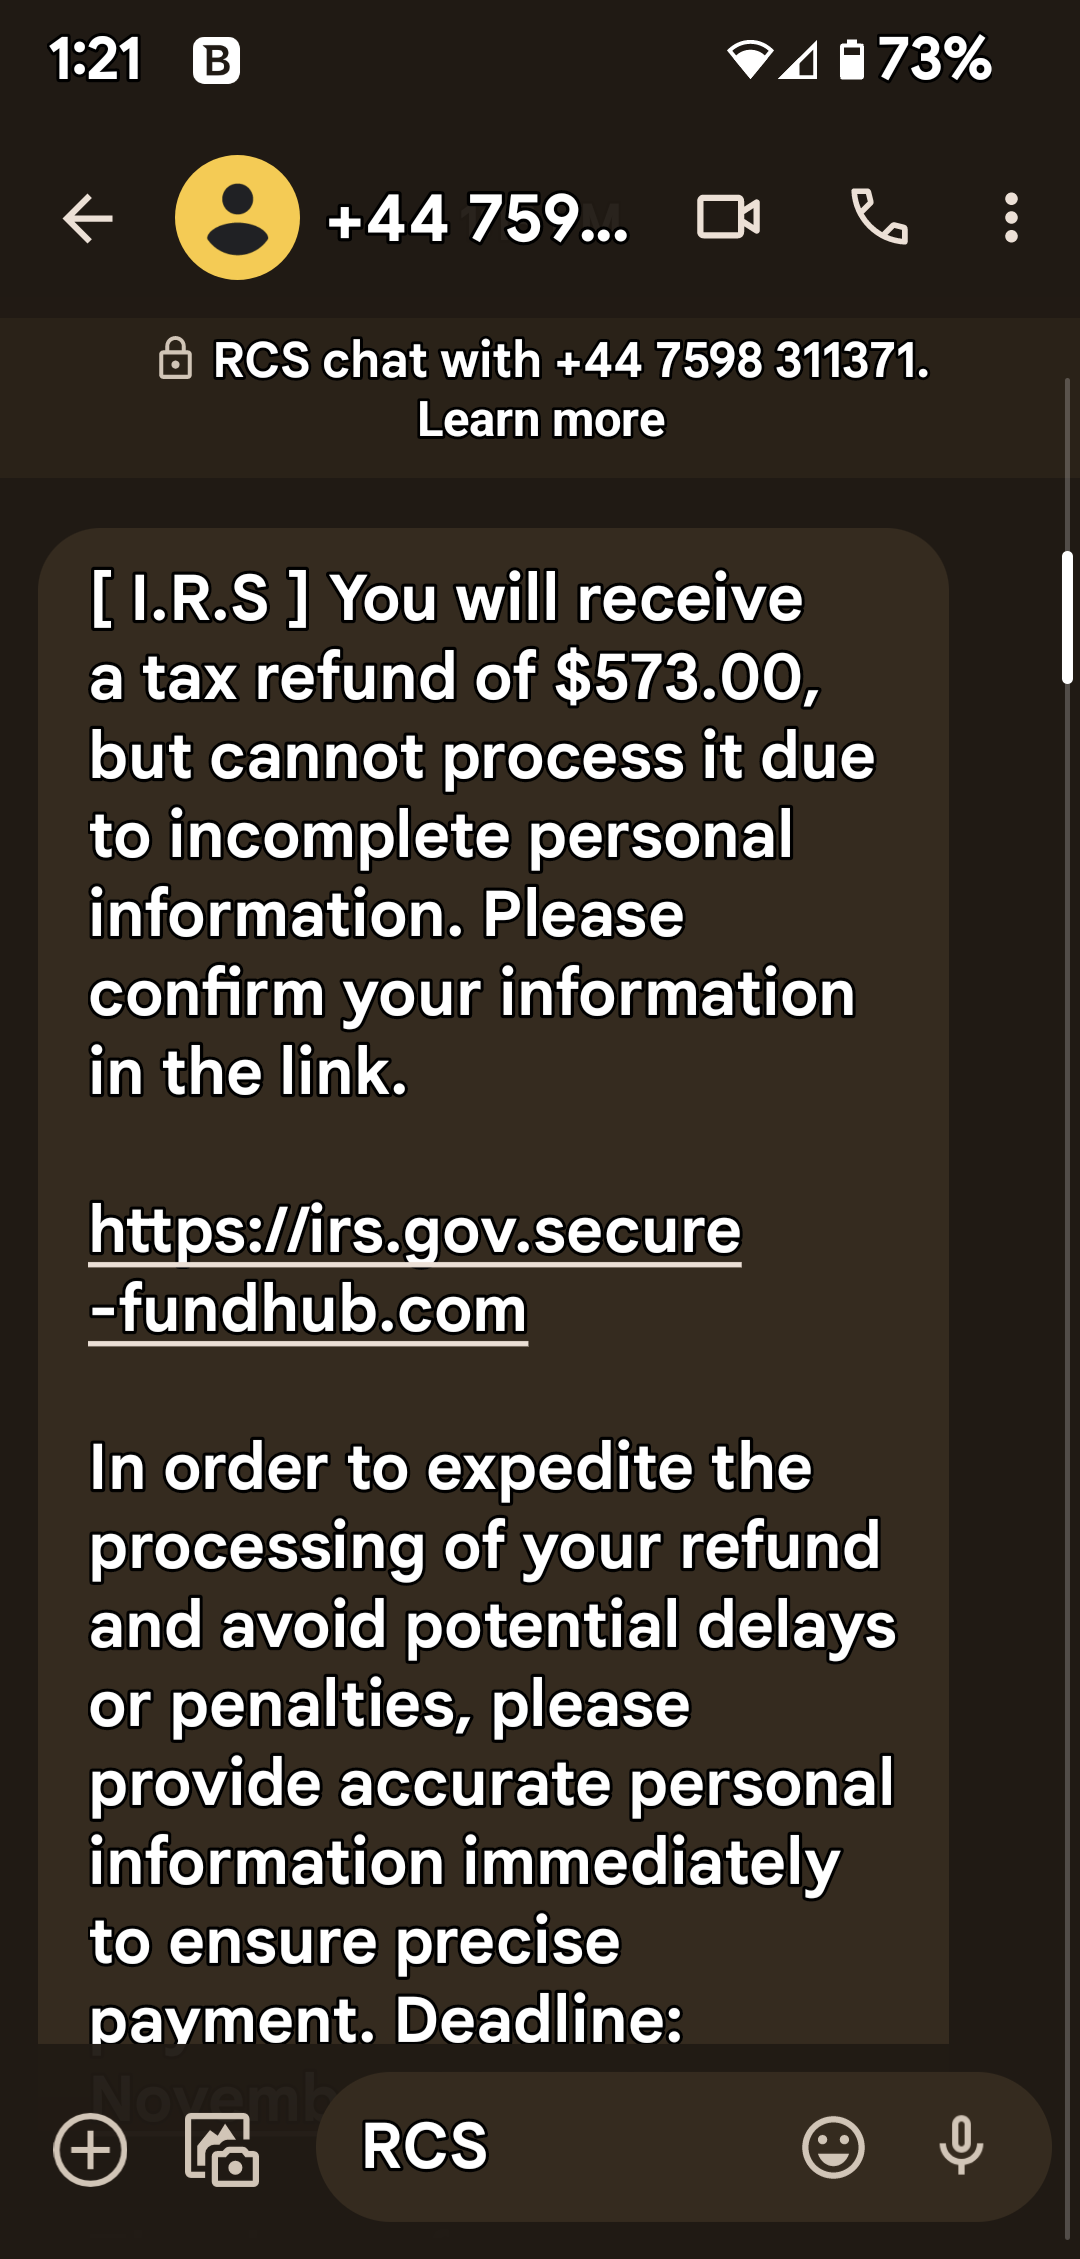 1:21 B 73%
+44 759...
RCS chat with +44 7598 311371.
Learn more
[ I.R.S ] You will receive
a tax refund of $573.00,
but cannot process it due
to incomplete personal
information. Please
confirm your information
in the link.
https://irs.gov.secure
-fundhub.com
In order to expedite the
processing of your refund
and avoid potential delays
or penalties, please
provide accurate personal
information immediately
to ensure precise
payment. Deadline:
Novemb
RCS